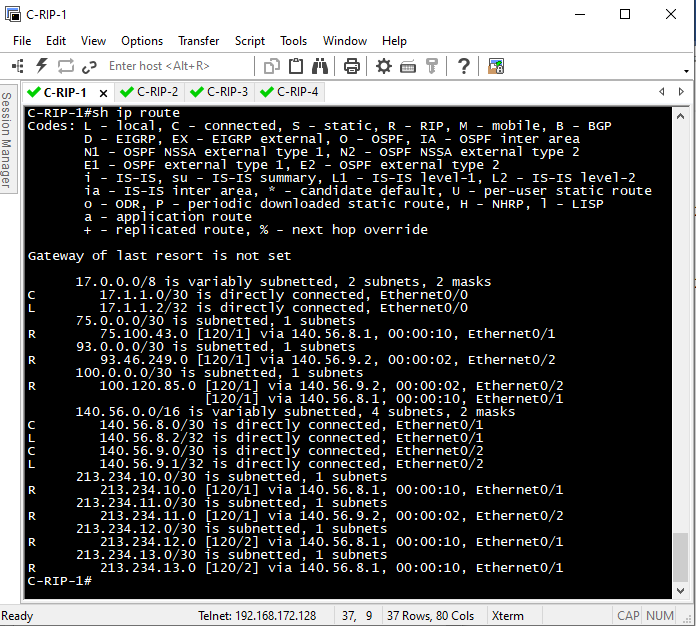 C-RIP-1
File Edit View Options Transfer Script Tools Window Help
Enter host <Alt+R>
Session Manager
C-RIP-1 C-RIP-2 C-RIP-3 C-RIP-4
C-RIP-1#sh ip route
Codes: L - local, C - connected, S - static, R - RIP, M - mobile, B - BGP
       D - EIGRP, EX - EIGRP external, O - OSPF, IA - OSPF inter area
       N1 - OSPF NSSA external type 1, N2 - OSPF NSSA external type 2
       E1 - OSPF external type 1, E2 - OSPF external type 2
       i - IS-IS, su - IS-IS summary, L1 - IS-IS level-1, L2 - IS-IS level-2
       ia - IS-IS inter area, * - candidate default, U - per-user static route
       o - ODR, P - periodic downloaded static route, H - NHRP, l - LISP
       a - application route
       + - replicated route, % - next hop override
Gateway of last resort is not set
      17.0.0.0/8 is variably subnetted, 2 subnets, 2 masks
C        17.1.1.0/30 is directly connected, Ethernet0/0
L        17.1.1.2/32 is directly connected, Ethernet0/0
      75.0.0.0/30 is subnetted, 1 subnets
R        75.100.43.0 [120/1] via 140.56.8.1, 00:00:10, Ethernet0/1
      93.0.0.0/30 is subnetted, 1 subnets
R        93.46.249.0 [120/1] via 140.56.9.2, 00:00:02, Ethernet0/2
      100.0.0.0/30 is subnetted, 1 subnets
R        100.120.85.0 [120/1] via 140.56.9.2, 00:00:02, Ethernet0/2
                      [120/1] via 140.56.8.1, 00:00:10, Ethernet0/1
      140.56.0.0/16 is variably subnetted, 4 subnets, 2 masks
C        140.56.8.0/30 is directly connected, Ethernet0/1
L        140.56.8.2/32 is directly connected, Ethernet0/1
C        140.56.9.0/30 is directly connected, Ethernet0/2
L        140.56.9.1/32 is directly connected, Ethernet0/2
      213.234.10.0/30 is subnetted, 1 subnets
R        213.234.10.0 [120/1] via 140.56.8.1, 00:00:10, Ethernet0/1
      213.234.11.0/30 is subnetted, 1 subnets
R        213.234.11.0 [120/1] via 140.56.9.2, 00:00:02, Ethernet0/2
      213.234.12.0/30 is subnetted, 1 subnets
R        213.234.12.0 [120/2] via 140.56.8.1, 00:00:10, Ethernet0/1
      213.234.13.0/30 is subnetted, 1 subnets
R        213.234.13.0 [120/2] via 140.56.8.1, 00:00:10, Ethernet0/1
C-RIP-1#
Ready Telnet: 192.168.172.128 37, 9 37 Rows, 80 Cols Xterm CAP NUM